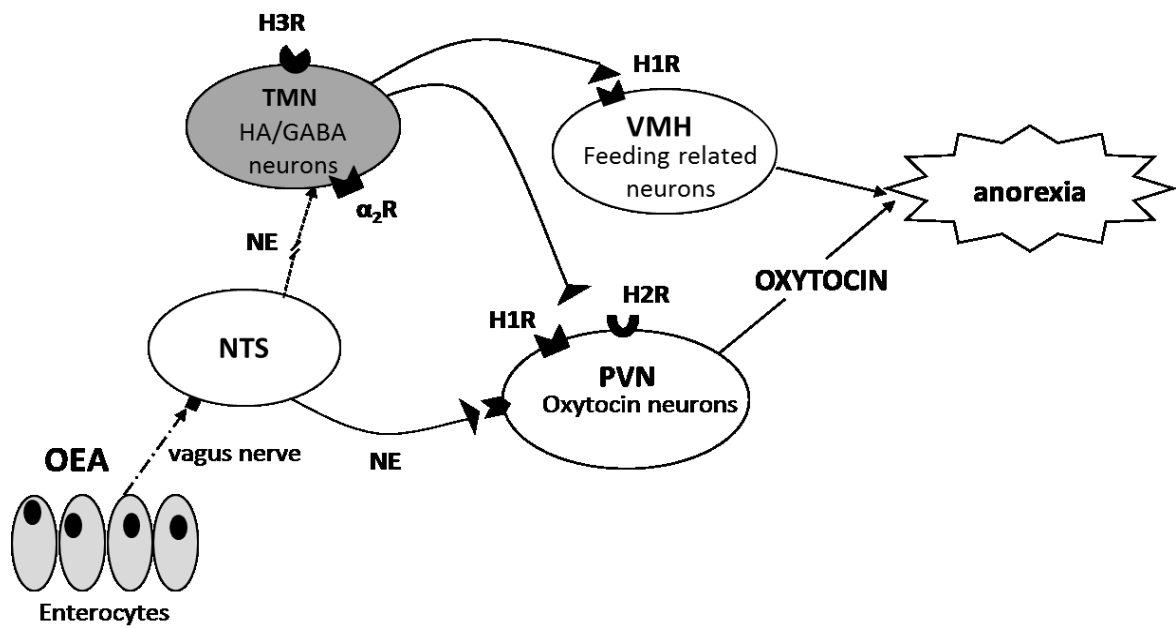 H3R
TMN
HA/GABA
neurons
α₂R
H1R
VMH
Feeding related
neurons
anorexia
NE
NTS
H1R
H2R
PVN
Oxytocin neurons
OXYTOCIN
NE
OEA
vagus nerve
Enterocytes